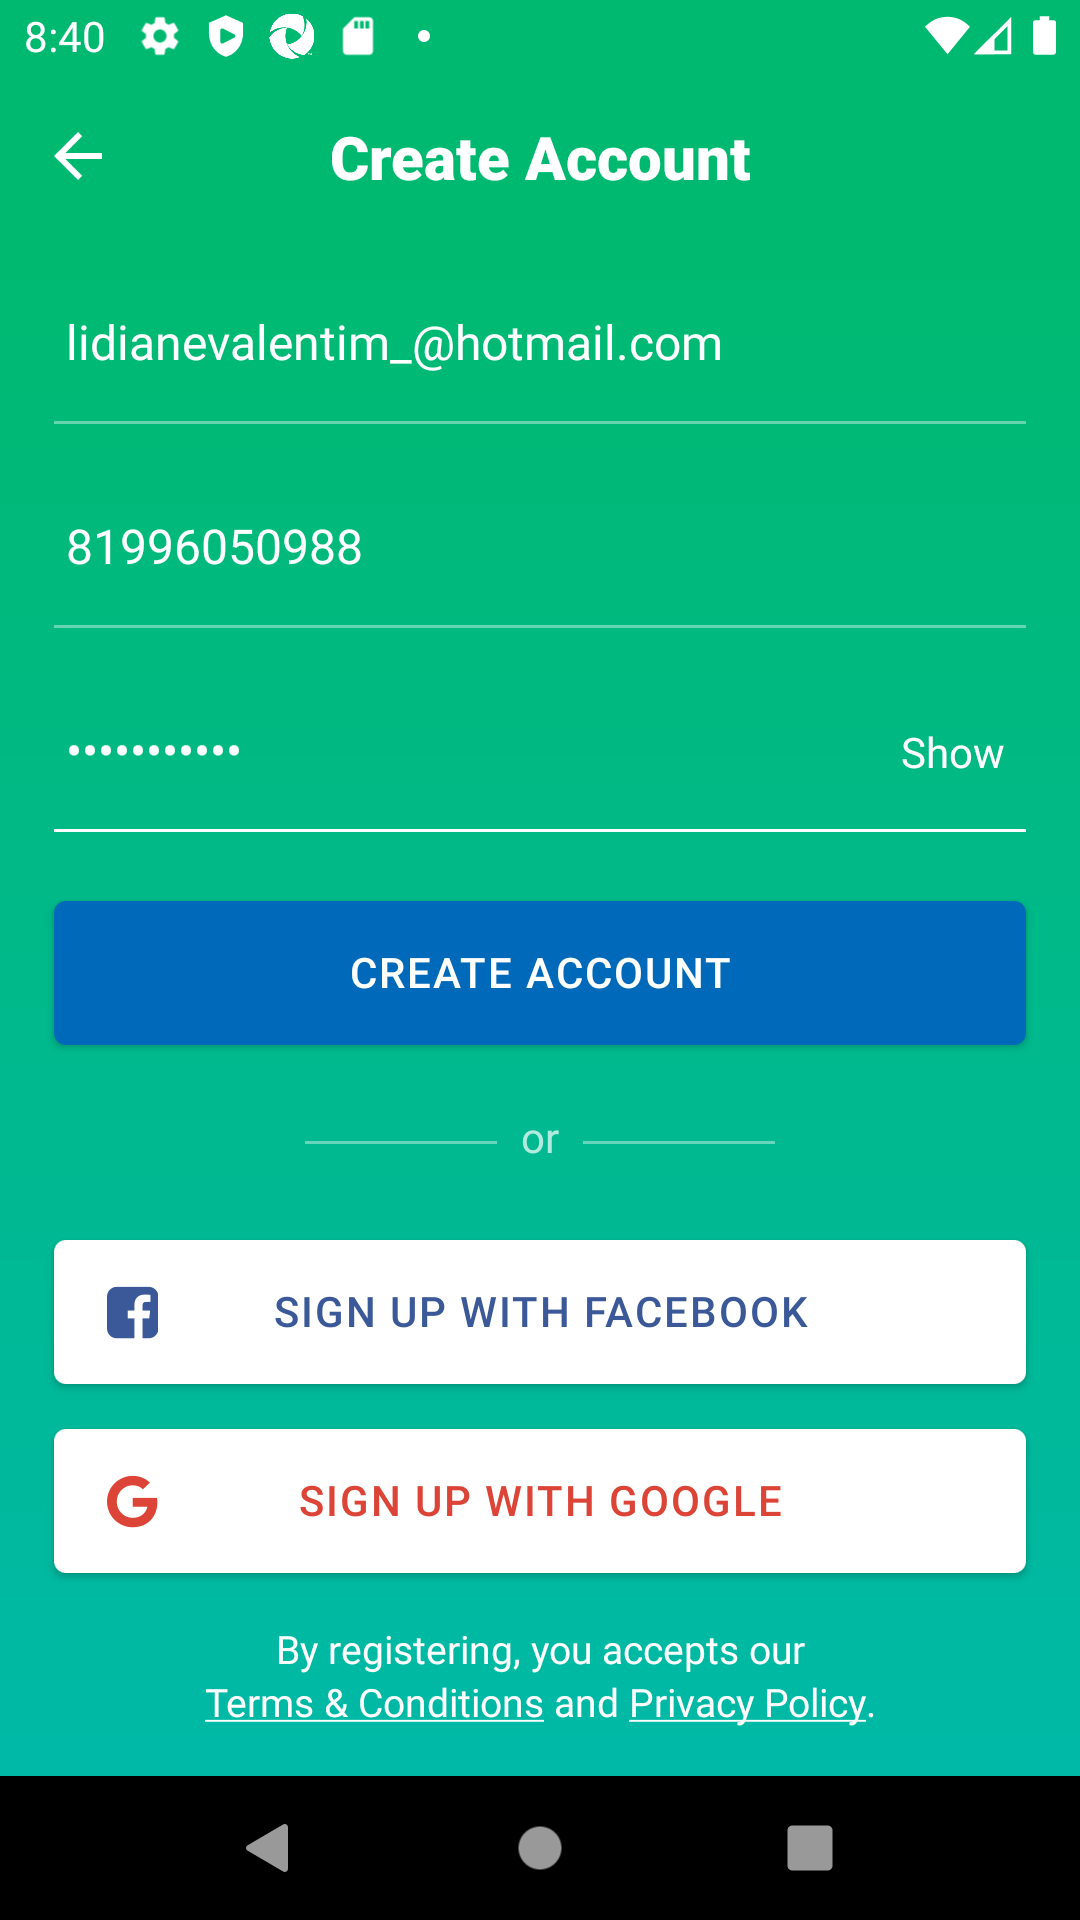 8:40
Create Account
lidianevalentim_@hotmail.com
81996050988
•••••••••••
Show
CREATE ACCOUNT
or
SIGN UP WITH FACEBOOK
SIGN UP WITH GOOGLE
By registering, you accepts our
Terms & Conditions and Privacy Policy.